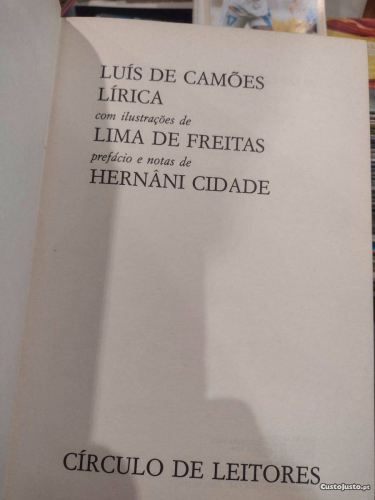 LUÍS DE CAMÕES
LÍRICA
com ilustrações de
LIMA DE FREITAS
prefácio e notas de
HERNÂNI CIDADE
CÍRCULO DE LEITORES
CustoJusto.pt